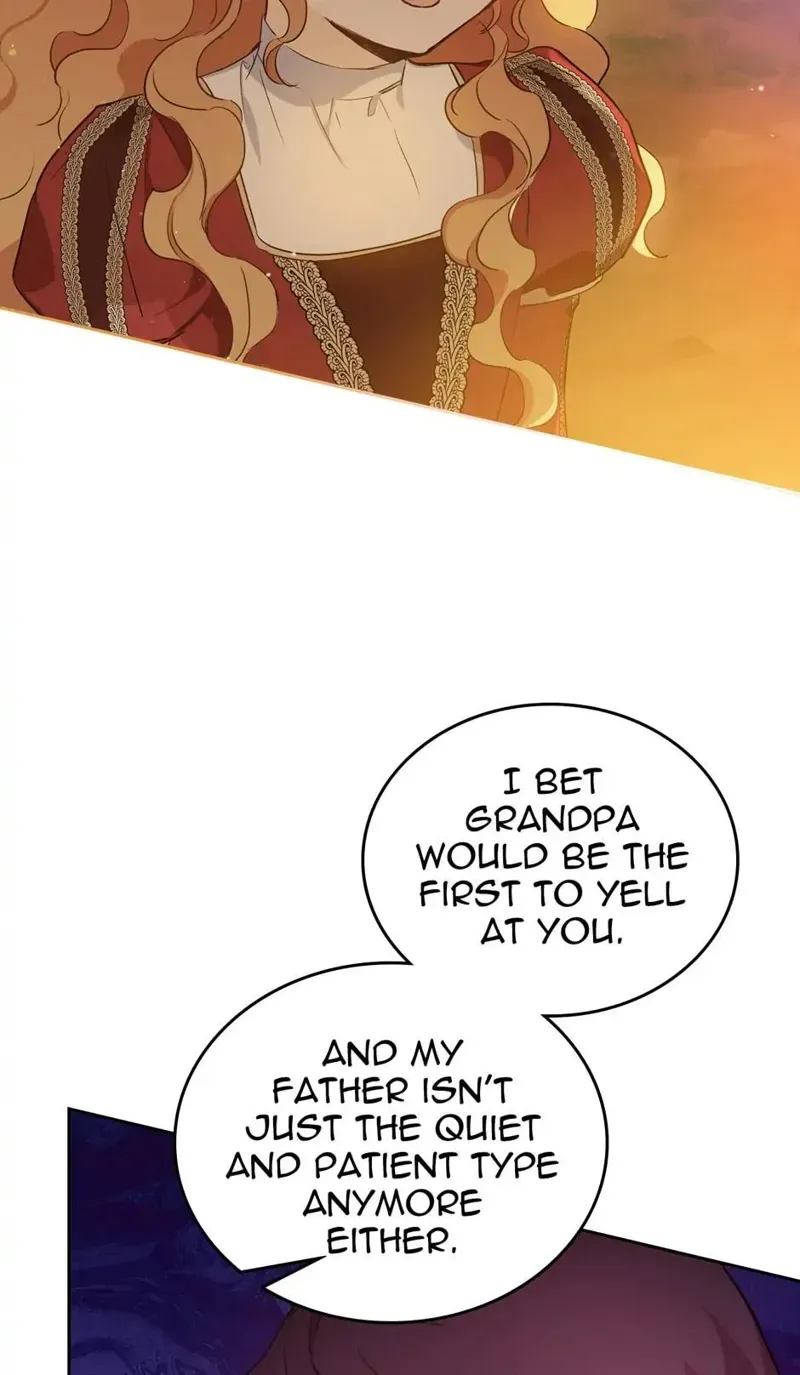 I BET
GRANDPA
WOULD BE THE
FIRST TO YELL
AT YOU.
AND MY
FATHER ISN'T
JUST THE QUIET
AND PATIENT TYPE
ANYMORE
EITHER.